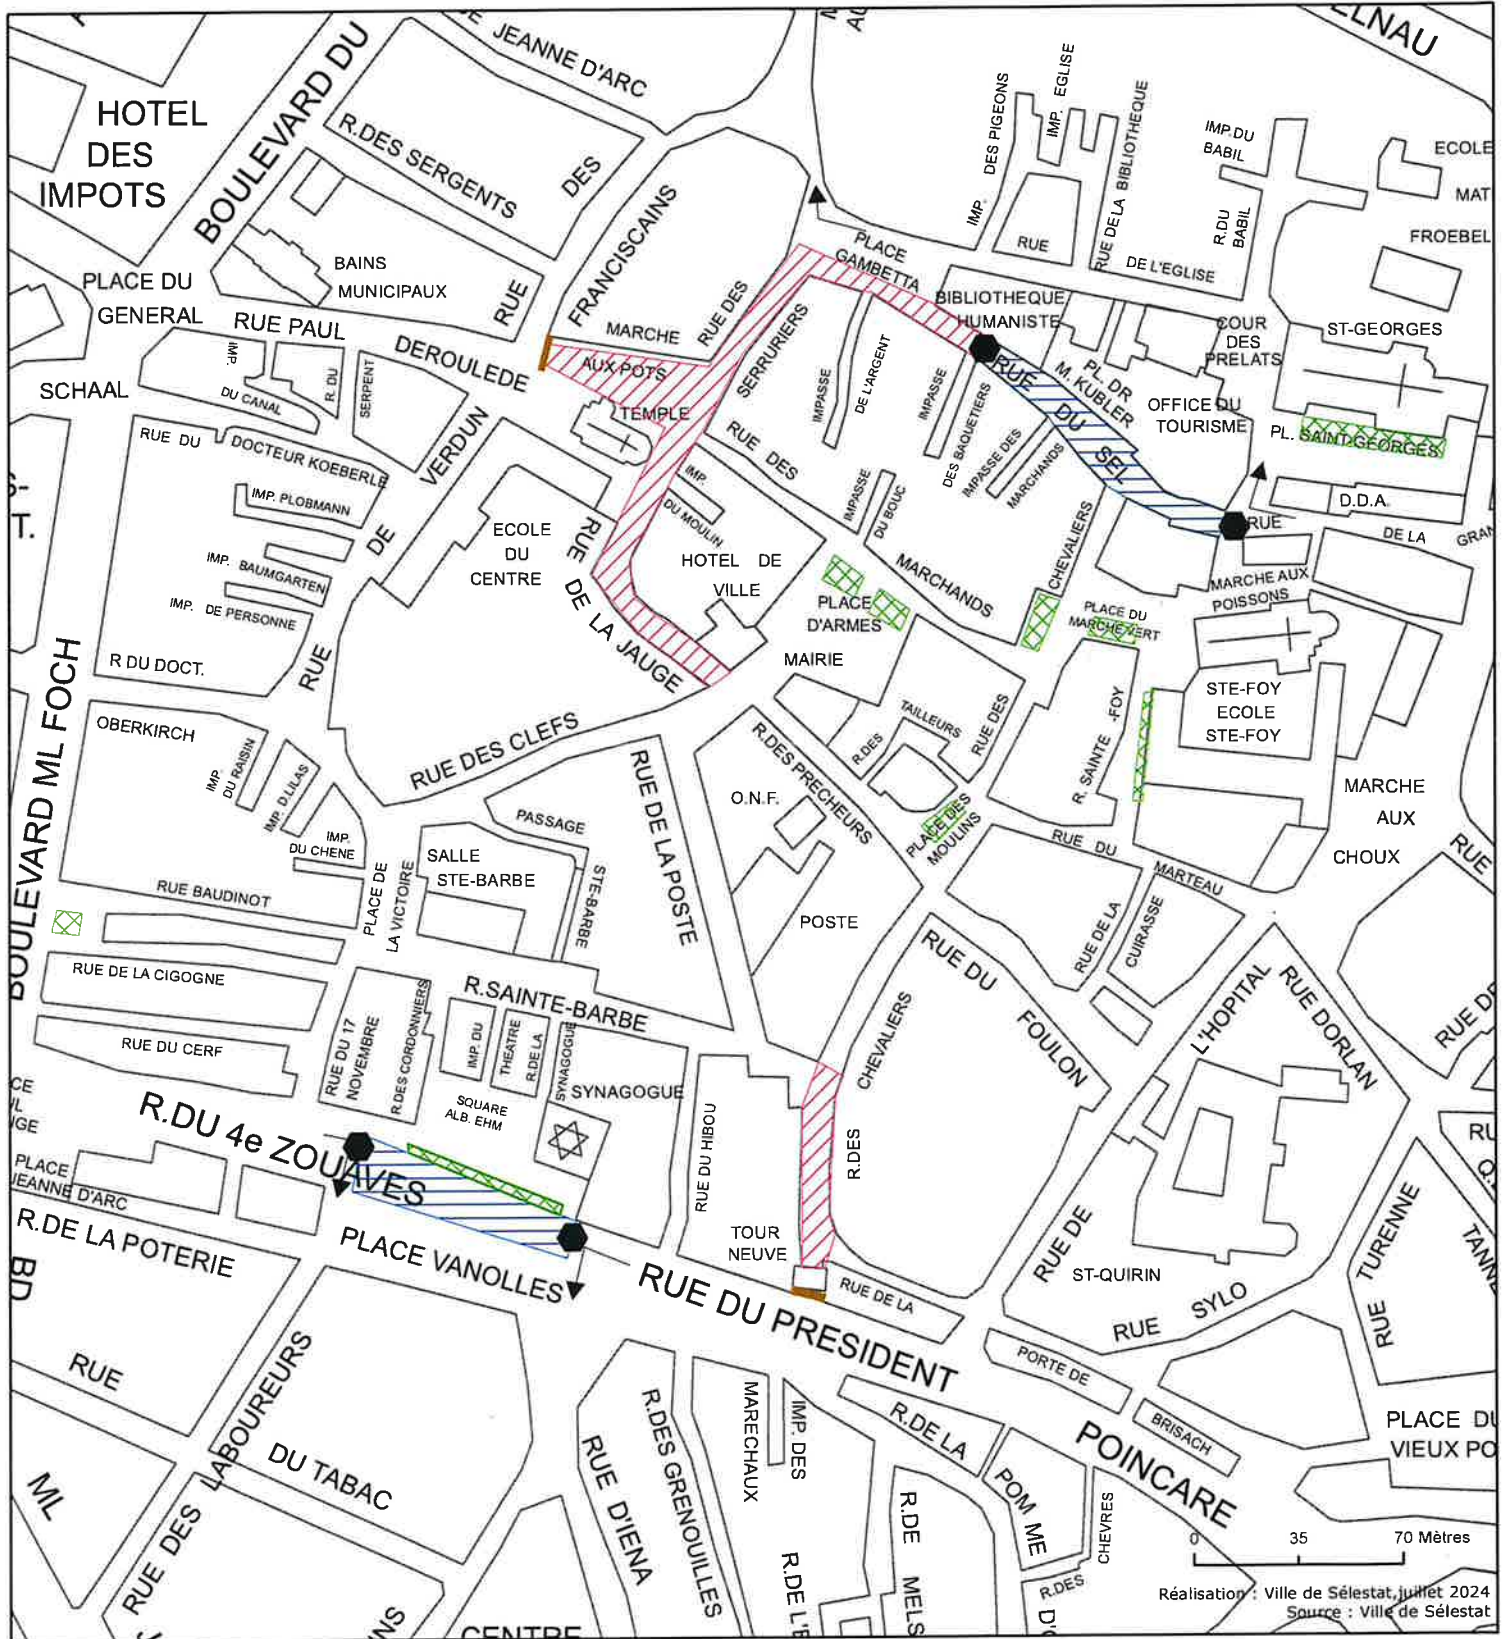 ELNAU
JEANNE D'ARC
BOULEVARD DU
HOTEL
DES
IMPOTS
R.DES SERGENTS
DES
FRANCISCAINS
RUE
BAINS
MUNICIPAUX
PLACE DU
GENERAL
SCHAAL
RUE PAUL
DEROULEDE
IMP.
DU CANAL
R. DU
SERPENT
MARCHE
AUX POTS
RUE DES
SERRURIERS
TEMPLE
PLACE
GAMBETTA
IMP. DES PIGEONS
IMP. EGLISE
RUE DE LA BIBLIOTHEQUE
RUE
DE L'EGLISE
IMP.DU
BABIL
R.DU
BABIL
ECOLE
MAT
FROEBEL
BIBLIOTHEQUE
HUMANISTE
COUR
DES
PRELATS
ST-GEORGES
PL. DR
M. KUBLER
OFFICE DU
TOURISME
PL. SAINT GEORGES
RUE
DU
SEL
D.D.A.
RUE
DE LA
GRAN
IMPASSE
DE L'ARGENT
IMPASSE
DES BAQUETIERS
IMPASSE DES
MARCHANDS
IMPASSE
DU BOUC
RUE DES
MARCHANDS
CHEVALIERS
RUE DU
DOCTEUR KOEBERLE
IMP. PLOBMANN
IMP. BAUMGARTEN
IMP. DE PERSONNE
R DU DOCT.
OBERKIRCH
RUE
DE
VERDUN
ECOLE
DU
CENTRE
RUE
DE LA JAUGE
IMP.
DU MOULIN
HOTEL DE
VILLE
PLACE
D'ARMES
MAIRIE
PLACE DU
MARCHE VERT
MARCHE AUX
POISSONS
STE-FOY
ECOLE
STE-FOY
R. SAINTE -FOY
MARCHE
AUX
CHOUX
BOULEVARD ML FOCH
IMP.
DU RAISIN
IMP. D.LILAS
IMP.
DU CHENE
RUE DES CLEFS
R.DES PRECHEURS
R.DES
TAILLEURS
RUE DES
PLACE DES
MOULINS
O.N.F.
POSTE
RUE DE LA POSTE
PASSAGE
STE-BARBE
SALLE
STE-BARBE
PLACE DE
LA VICTOIRE
RUE BAUDINOT
RUE DE LA CIGOGNE
RUE DU CERF
RUE DU
MARTEAU
RUE DE LA
CUIRASSE
RUE
RUE DE
R.SAINTE-BARBE
RUE DU 17
NOVEMBRE
R.DES CORDONNIERS
IMP. DU
THEATRE
R.DE LA
SYNAGOGUE
SYNAGOGUE
SQUARE
ALB. EHM
RUE DU
FOULON
CHEVALIERS
R.DES
RUE DU HIBOU
TOUR
NEUVE
RUE DE LA
L'HOPITAL
RUE DORLAN
RUE DE
ST-QUIRIN
RUE
SYLO
RUE
TURENNE
R.DU 4e ZOUAVES
PLACE
JEANNE D'ARC
R.DE LA POTERIE
PLACE VANOLLES
RUE DU PRESIDENT
POINCARE
PORTE DE
BRISACH
PLACE DU
VIEUX PO
BD
ML
RUE
DU TABAC
RUE DES LABOUREURS
RUE D'IENA
R.DES GRENOUILLES
MARECHAUX
IMP. DES
R.DE LA
POM ME
CHEVRES
R.DES
R.DE
MELS
R.DE L'E
CENTRE
0 35 70 Mètres
Réalisation : Ville de Sélestat,juillet 2024
Source : Ville de Sélestat